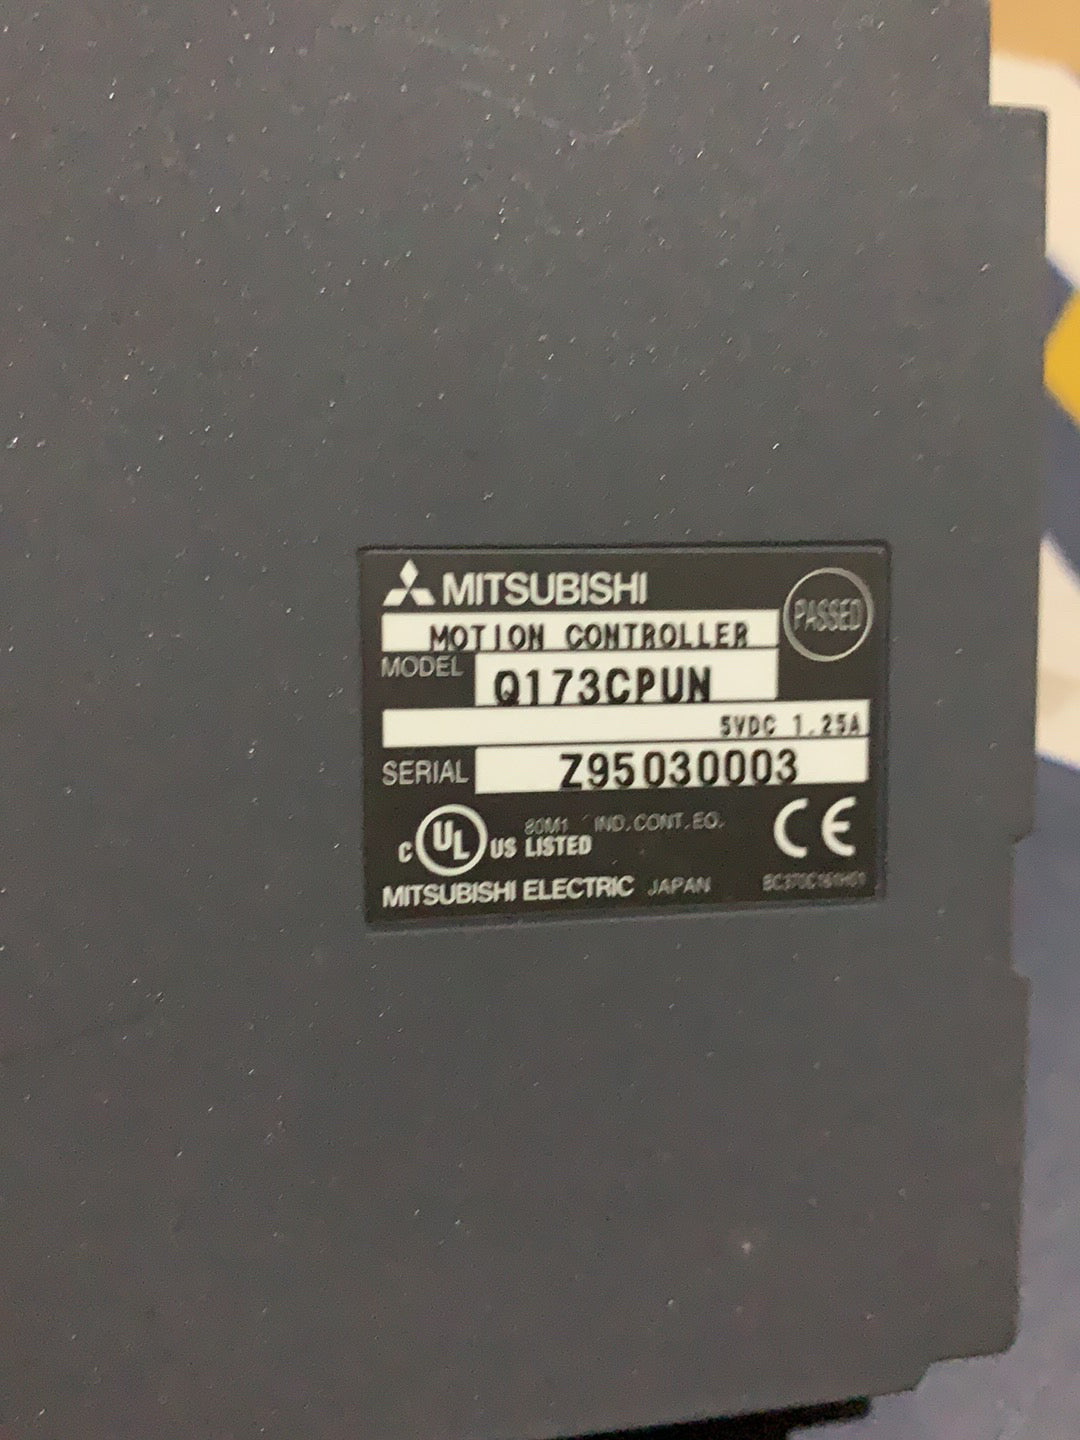 MITSUBISHI
PASSED
MOTION CONTROLLER
MODEL Q173CPUN
5VDC 1.25A
SERIAL Z95030003
C UL US LISTED
80M1 IND.CONT.EQ.
CE
MITSUBISHI ELECTRIC JAPAN